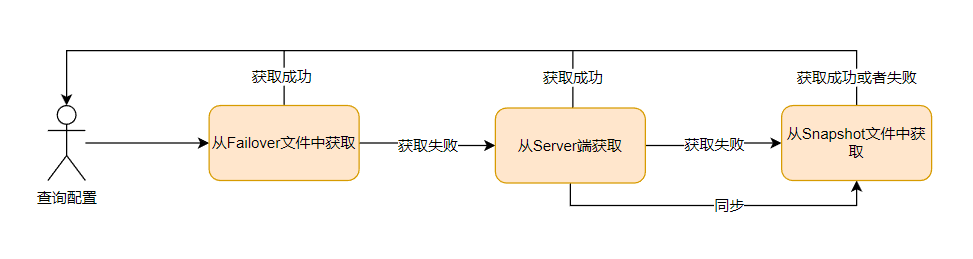 获取成功
获取成功
获取成功或者失败
从Failover文件中获取
获取失败
从Server端获取
获取失败
从Snapshot文件中获
取
查询配置
同步